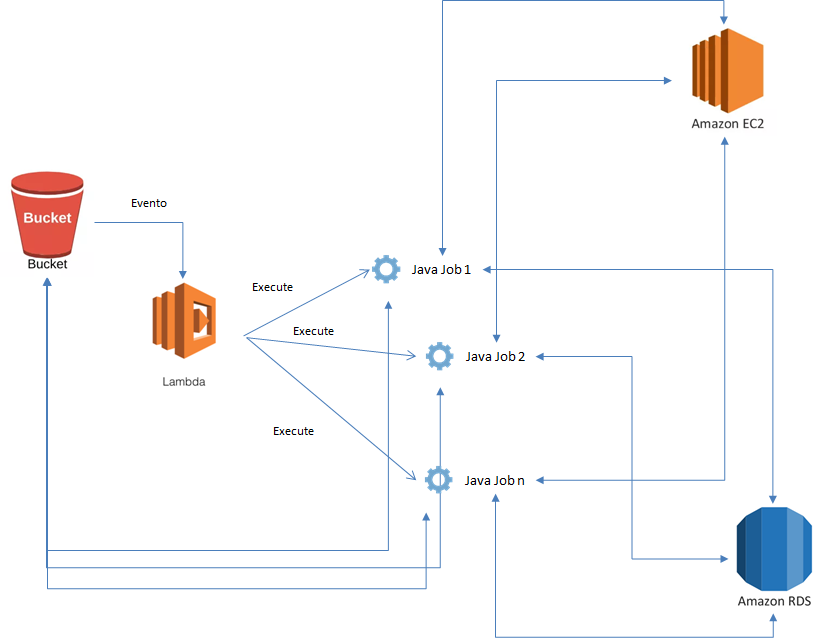 Amazon EC2
Bucket
Bucket
Evento
Lambda
Execute
Execute
Execute
Java Job 1
Java Job 2
Java Job n
Amazon RDS